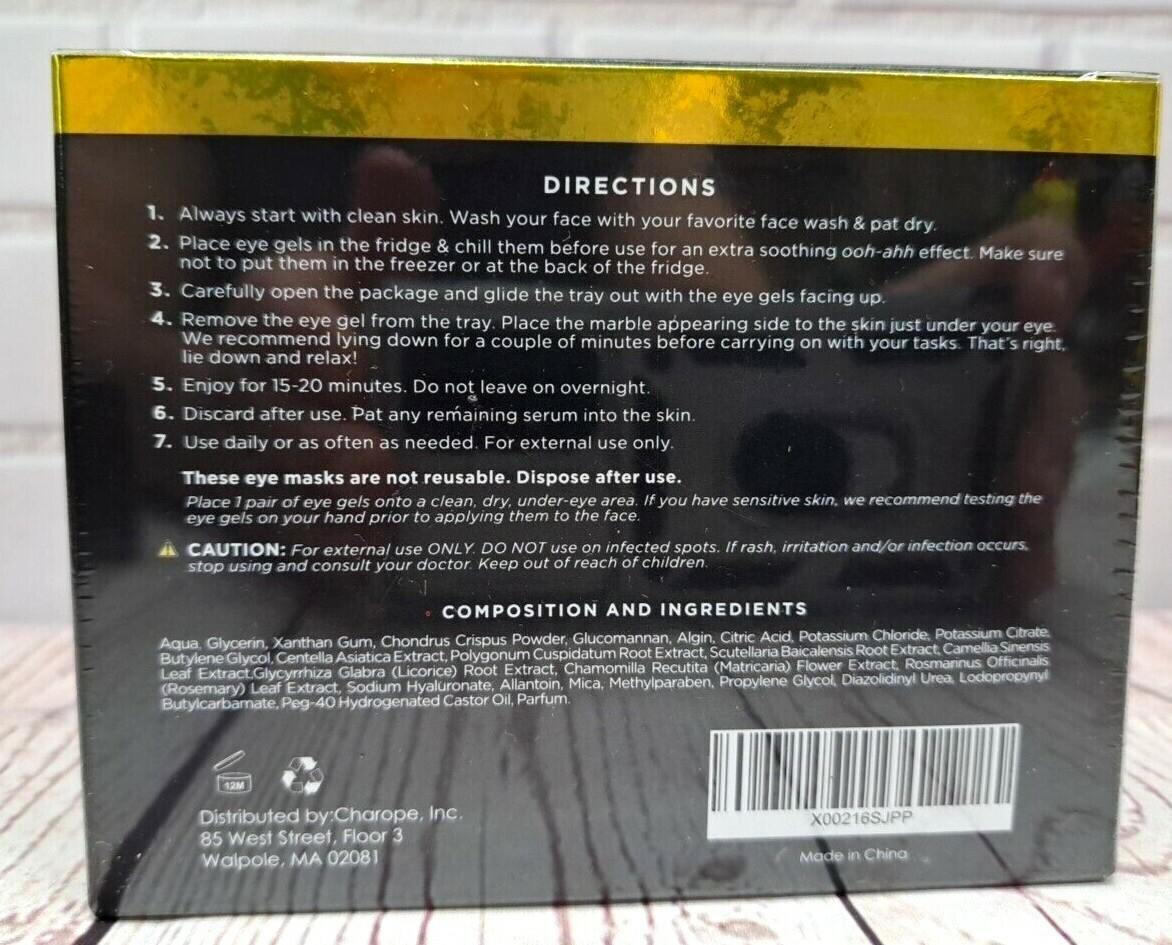 DIRECTIONS
1. Always start with clean skin. Wash your face with your favorite face wash & pat dry.
2. Place eye gels in the fridge & chill them before use for an extra soothing ooh-ahh effect. Make sure
not to put them in the freezer or at the back of the fridge.
3. Carefully open the package and glide the tray out with the eye gels facing up.
4. Remove the eye gel from the tray. Place the marble appearing side to the skin just under your eye.
We recommend lying down for a couple of minutes before carrying on with your tasks. That's right,
lie down and relax!
5. Enjoy for 15-20 minutes. Do not leave on overnight.
6. Discard after use. Pat any remaining serum into the skin.
7. Use daily or as often as needed. For external use only.
These eye masks are not reusable. Dispose after use.
Place 1 pair of eye gels onto a clean, dry, under-eye area. If you have sensitive skin, we recommend testing the
eye gels on your hand prior to applying them to the face.
CAUTION: For external use ONLY. DO NOT use on infected spots. If rash, irritation and/or infection occurs,
stop using and consult your doctor. Keep out of reach of children.
COMPOSITION AND INGREDIENTS
Aqua, Glycerin, Xanthan Gum, Chondrus Crispus Powder, Glucomannan, Algin, Citric Acid, Potassium Chloride, Potassium Citrate,
Butylene Glycol, Centella Asiatica Extract, Polygonum Cuspidatum Root Extract, Scutellaria Baicalensis Root Extract, Camellia Sinensis
Leaf Extract,Glycyrrhiza Glabra (Licorice) Root Extract, Chamomilla Recutita (Matricaria) Flower Extract, Rosmarinus Officinalis
(Rosemary) Leaf Extract, Sodium Hyaluronate, Allantoin, Mica, Methylparaben, Propylene Glycol, Diazolidinyl Urea, Lodopropynyl
Butylcarbamate, Peg-40 Hydrogenated Castor Oil, Parfum.
12M
Distributed by:Charope, Inc.
85 West Street, Floor 3
Walpole, MA 02081
X00216SJPP
Made in China